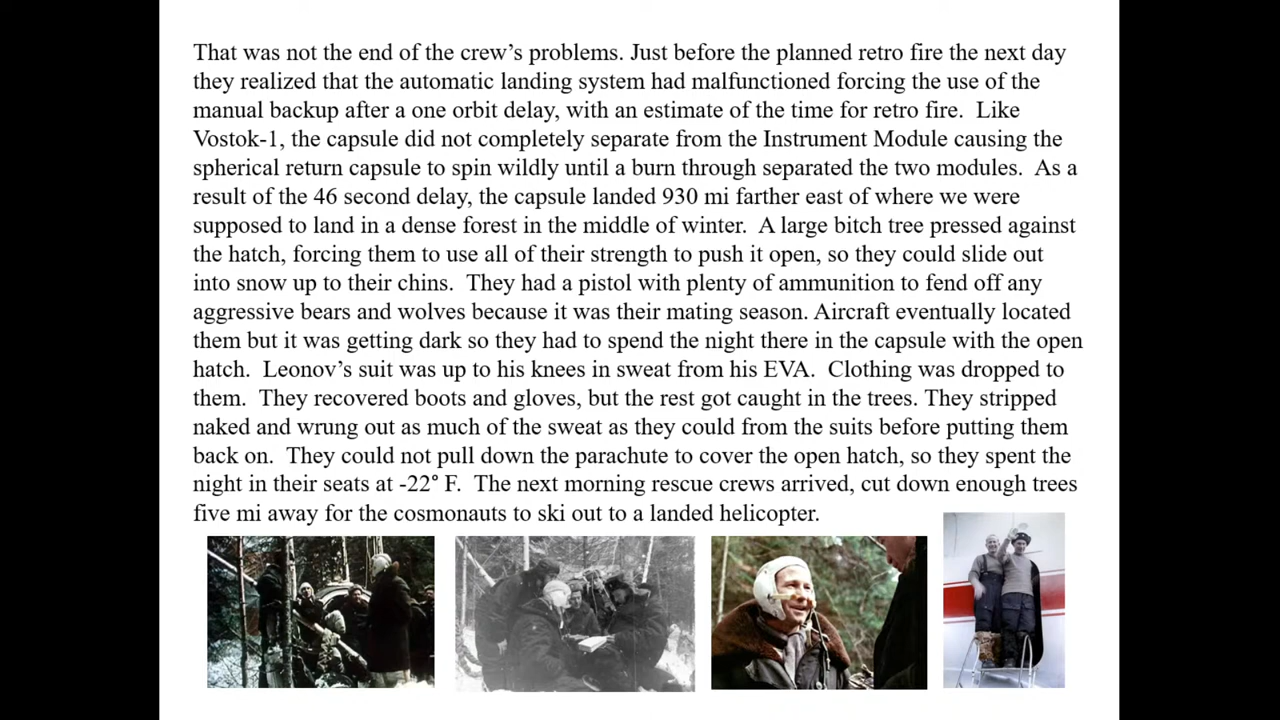 That was not the end of the crew’s problems. Just before the planned retro fire the next day
they realized that the automatic landing system had malfunctioned forcing the use of the
manual backup after a one orbit delay, with an estimate of the time for retro fire.  Like
Vostok-1, the capsule did not completely separate from the Instrument Module causing the
spherical return capsule to spin wildly until a burn through separated the two modules.  As a
result of the 46 second delay, the capsule landed 930 mi farther east of where we were
supposed to land in a dense forest in the middle of winter.  A large bitch tree pressed against
the hatch, forcing them to use all of their strength to push it open, so they could slide out
into snow up to their chins.  They had a pistol with plenty of ammunition to fend off any
aggressive bears and wolves because it was their mating season. Aircraft eventually located
them but it was getting dark so they had to spend the night there in the capsule with the open
hatch.  Leonov’s suit was up to his knees in sweat from his EVA.  Clothing was dropped to
them.  They recovered boots and gloves, but the rest got caught in the trees. They stripped
naked and wrung out as much of the sweat as they could from the suits before putting them
back on.  They could not pull down the parachute to cover the open hatch, so they spent the
night in their seats at -22° F.  The next morning rescue crews arrived, cut down enough trees
five mi away for the cosmonauts to ski out to a landed helicopter.